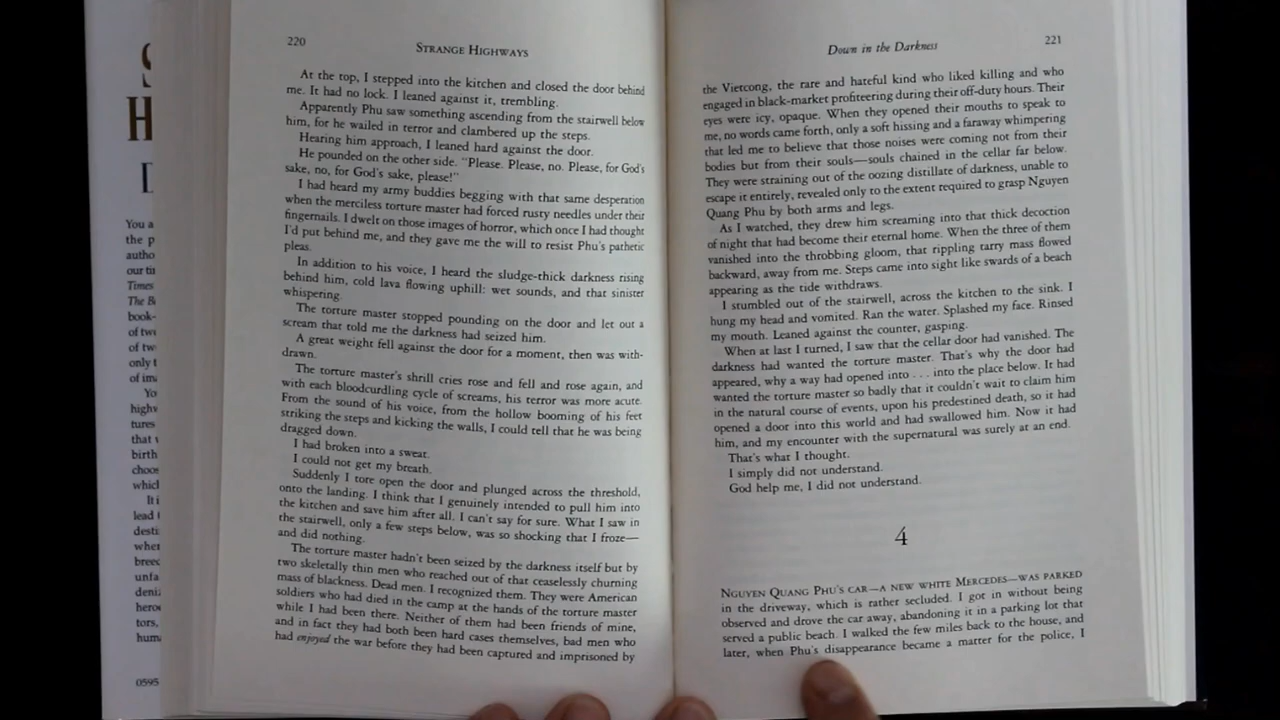 S
H
D
You a
the p
autho
our tir
Times
The B
book-
of twe
of twe
only t
of im
Yo
highw
tures
that v
birth
choos
which
It i
lead t
desti
wher
breed
unfa
deniz
heroe
tors,
huma
0595
220
STRANGE HIGHWAYS
At the top, I stepped into the kitchen and closed the door behind
me. It had no lock. I leaned against it, trembling.
Apparently Phu saw something ascending from the stairwell below
him, for he wailed in terror and clambered up the steps.
Hearing him approach, I leaned hard against the door.
He pounded on the other side. "Please. Please, no. Please, for God's
sake, no, for God's sake, please!"
I had heard my army buddies begging with that same desperation
when the merciless torture master had forced rusty needles under their
fingernails. I dwelt on those images of horror, which once I had thought
I'd put behind me, and they gave me the will to resist Phu's pathetic
pleas.
In addition to his voice, I heard the sludge-thick darkness rising
behind him, cold lava flowing uphill: wet sounds, and that sinister
whispering.
The torture master stopped pounding on the door and let out a
scream that told me the darkness had seized him.
A great weight fell against the door for a moment, then was with-
drawn.
The torture master's shrill cries rose and fell and rose again, and
with each bloodcurdling cycle of screams, his terror was more acute.
From the sound of his voice, from the hollow booming of his feet
striking the steps and kicking the walls, I could tell that he was being
dragged down.
I had broken into a sweat.
I could not get my breath.
Suddenly I tore open the door and plunged across the threshold,
onto the landing. I think that I genuinely intended to pull him into
the kitchen and save him after all. I can't say for sure. What I saw in
the stairwell, only a few steps below, was so shocking that I froze—
and did nothing.
The torture master hadn't been seized by the darkness itself but by
two skeletally thin men who reached out of that ceaselessly churning
mass of blackness. Dead men. I recognized them. They were American
soldiers who had died in the camp at the hands of the torture master
while I had been there. Neither of them had been friends of mine,
and in fact they had both been hard cases themselves, bad men who
had enjoyed the war before they had been captured and imprisoned by
Down in the Darkness
221
the Vietcong, the rare and hateful kind who liked killing and who
engaged in black-market profiteering during their off-duty hours. Their
eyes were icy, opaque. When they opened their mouths to speak to
me, no words came forth, only a soft hissing and a faraway whimpering
that led me to believe that those noises were coming not from their
bodies but from their souls—souls chained in the cellar far below.
They were straining out of the oozing distillate of darkness, unable to
escape it entirely, revealed only to the extent required to grasp Nguyen
Quang Phu by both arms and legs.
As I watched, they drew him screaming into that thick decoction
of night that had become their eternal home. When the three of them
vanished into the throbbing gloom, that rippling tarry mass flowed
backward, away from me. Steps came into sight like swards of a beach
appearing as the tide withdraws.
I stumbled out of the stairwell, across the kitchen to the sink. I
hung my head and vomited. Ran the water. Splashed my face. Rinsed
my mouth. Leaned against the counter, gasping.
When at last I turned, I saw that the cellar door had vanished. The
darkness had wanted the torture master. That's why the door had
appeared, why a way had opened into . . . into the place below. It had
wanted the torture master so badly that it couldn't wait to claim him
in the natural course of events, upon his predestined death, so it had
opened a door into this world and had swallowed him. Now it had
him, and my encounter with the supernatural was surely at an end.
That's what I thought.
I simply did not understand.
God help me, I did not understand.
4
NGUYEN QUANG PHU'S CAR—A NEW WHITE MERCEDES—WAS PARKED
in the driveway, which is rather secluded. I got in without being
observed and drove the car away, abandoning it in a parking lot that
served a public beach. I walked the few miles back to the house, and
later, when Phu's disappearance became a matter for the police, I